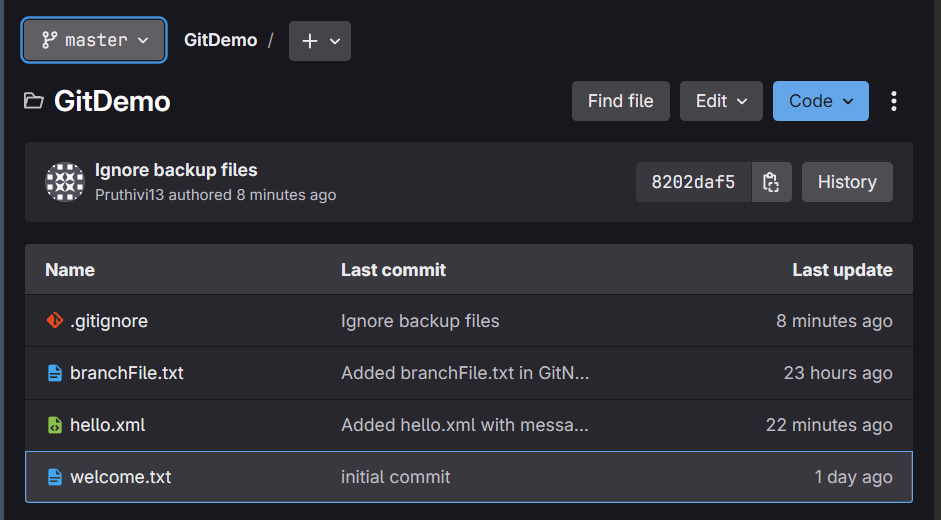 master GitDemo / +
GitDemo Find file Edit Code
Ignore backup files
Pruthivi13 authored 8 minutes ago
8202daf5 History
Name Last commit Last update
.gitignore Ignore backup files 8 minutes ago
branchFile.txt Added branchFile.txt in GitN... 23 hours ago
hello.xml Added hello.xml with messa... 22 minutes ago
welcome.txt initial commit 1 day ago